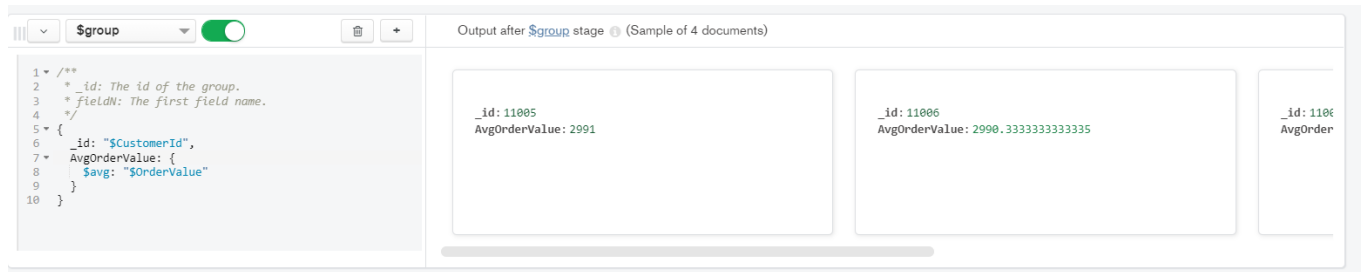 $group
Output after $group stage (Sample of 4 documents)
1 /**
2  * _id: The id of the group.
3  * fieldN: The first field name.
4  */
5 {
6   _id: "$CustomerId",
7   AvgOrderValue: {
8     $avg: "$OrderValue"
9   }
10 }
_id: 11005
AvgOrderValue: 2991
_id: 11006
AvgOrderValue: 2990.3333333333335
_id: 1100
AvgOrder